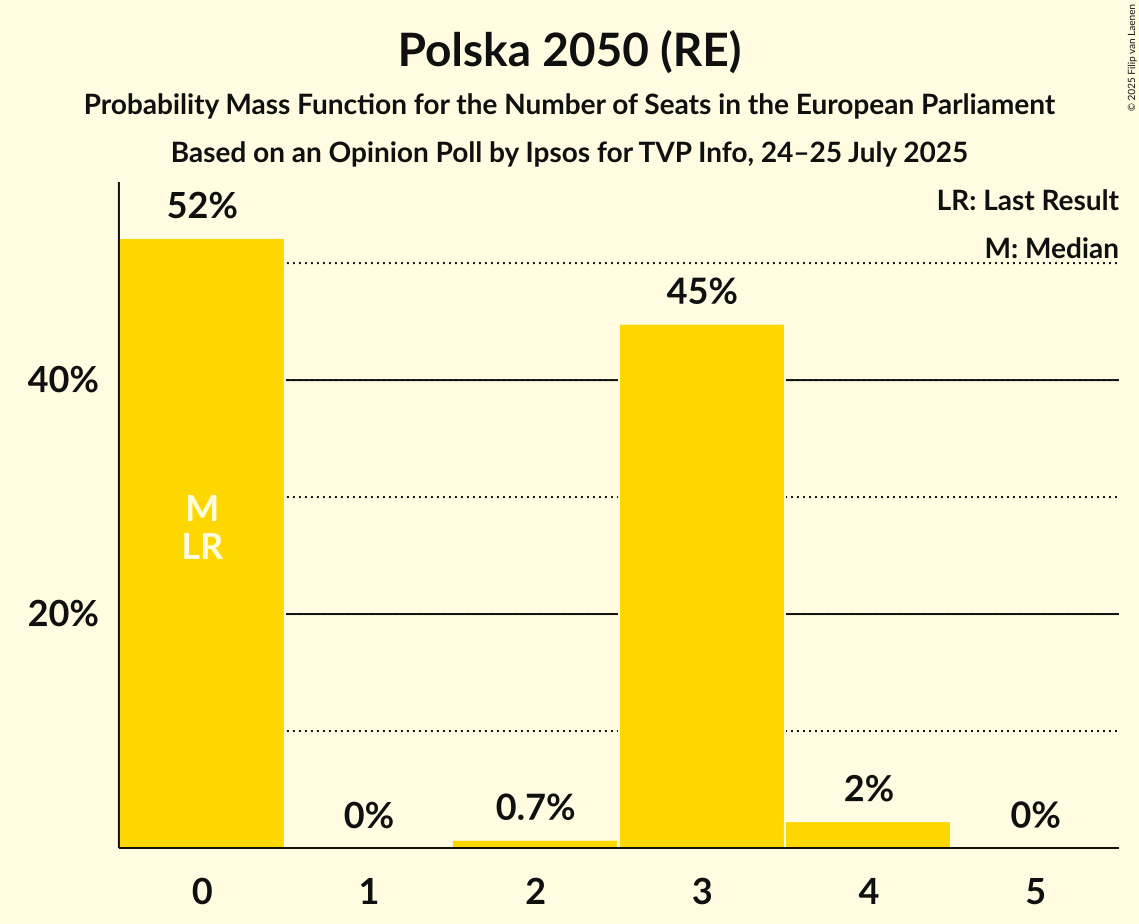 Polska 2050 (RE)
Probability Mass Function for the Number of Seats in the European Parliament
Based on an Opinion Poll by Ipsos for TVP Info, 24–25 July 2025
© 2025 Filip van Laenen
LR: Last Result
M: Median
52%
45%
40%
M
LR
20%
0%
0.7%
2%
0%
0
1
2
3
4
5